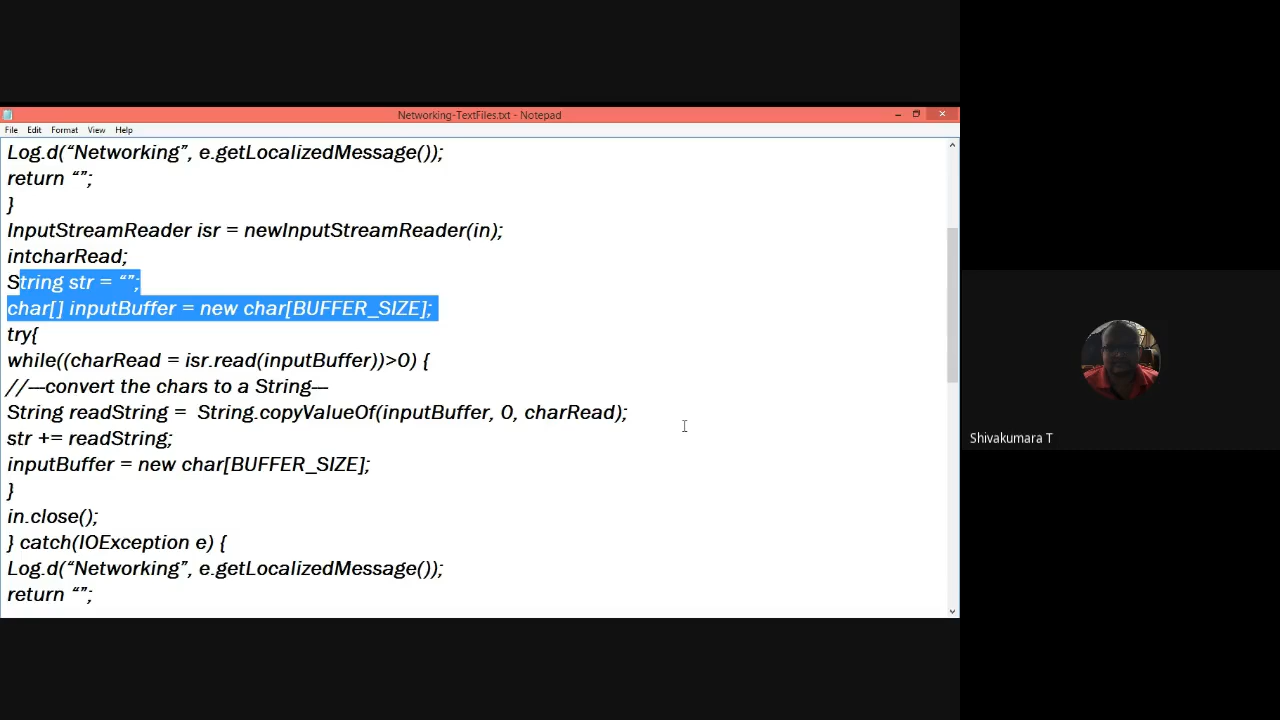 Networking-TextFiles.txt - Notepad
File Edit Format View Help
Log.d(“Networking”, e.getLocalizedMessage());
return “”;
}
InputStreamReader isr = newInputStreamReader(in);
intcharRead;
String str = “”;
char[] inputBuffer = new char[BUFFER_SIZE];
try{
while((charRead = isr.read(inputBuffer))>0) {
//—-convert the chars to a String—-
String readString =  String.copyValueOf(inputBuffer, 0, charRead);
str += readString;
inputBuffer = new char[BUFFER_SIZE];
}
in.close();
} catch(IOException e) {
Log.d(“Networking”, e.getLocalizedMessage());
return “”;
Shivakumara T